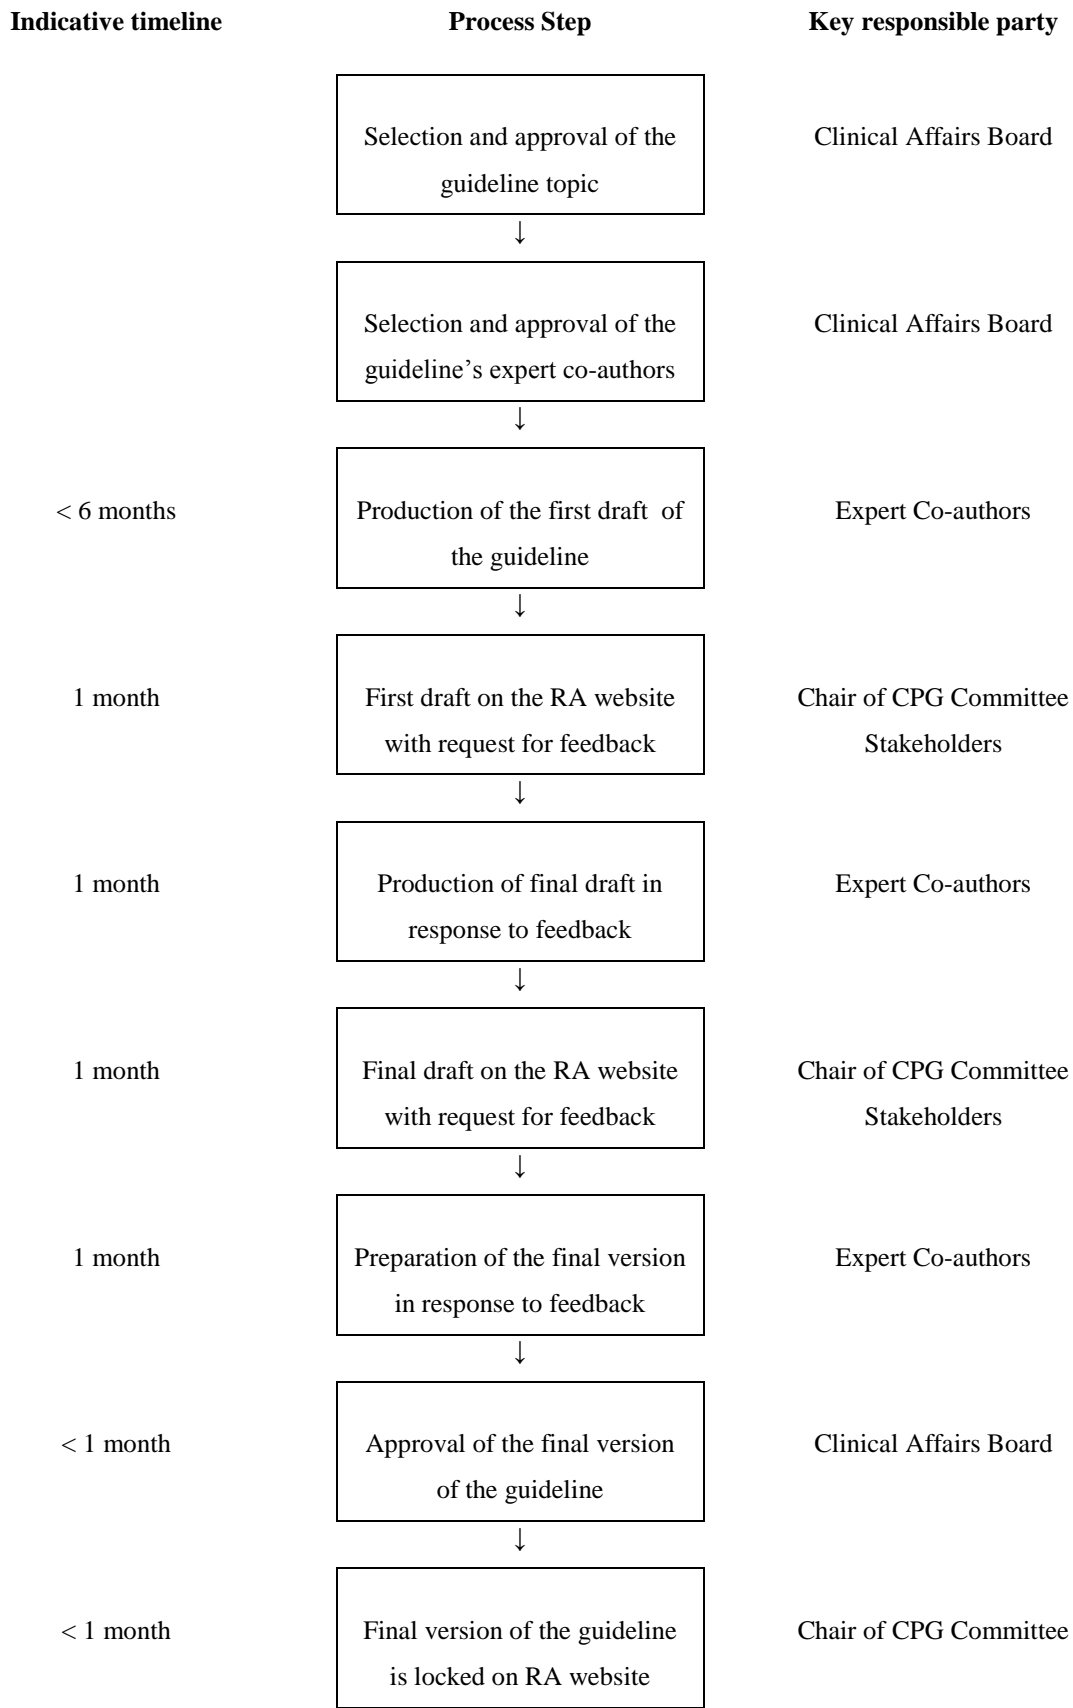 Indicative timeline Process Step Key responsible party
Selection and approval of the Clinical Affairs Board
guideline topic
↓
Selection and approval of the Clinical Affairs Board
guideline’s expert co-authors
↓
< 6 months Production of the first draft of Expert Co-authors
the guideline
↓
1 month First draft on the RA website Chair of CPG Committee
with request for feedback Stakeholders
↓
1 month Production of final draft in Expert Co-authors
response to feedback
↓
1 month Final draft on the RA website Chair of CPG Committee
with request for feedback Stakeholders
↓
1 month Preparation of the final version Expert Co-authors
in response to feedback
↓
< 1 month Approval of the final version Clinical Affairs Board
of the guideline
↓
< 1 month Final version of the guideline Chair of CPG Committee
is locked on RA website